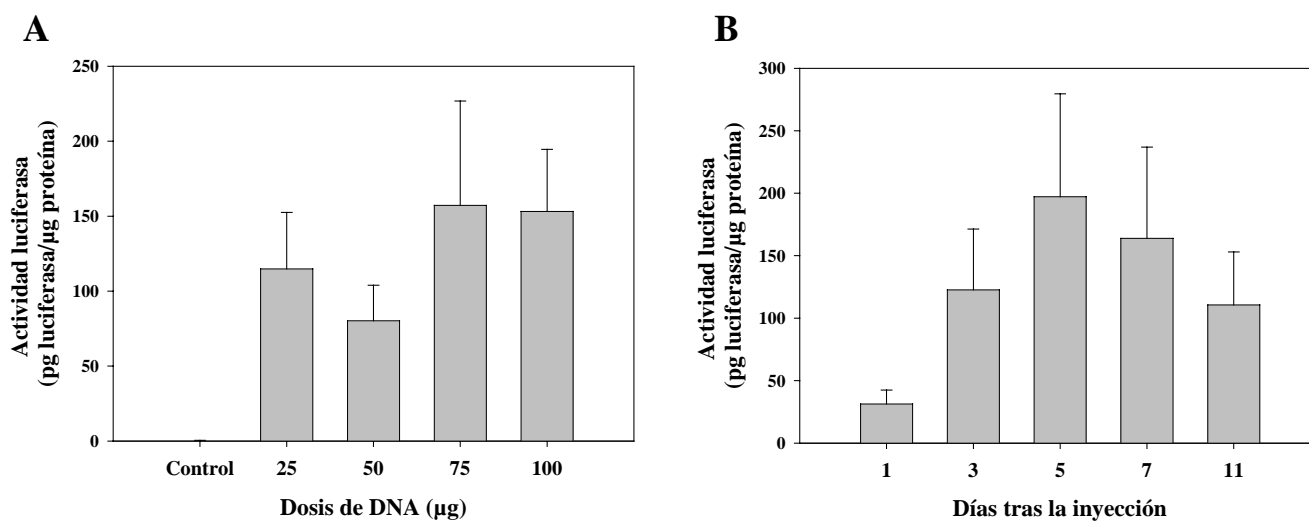 A
250
200
150
100
50
0
Actividad luciferasa
(pg luciferasa/µg proteína)
Control 25 50 75 100
Dosis de DNA (µg)
B
300
250
200
150
100
50
0
Actividad luciferasa
(pg luciferasa/µg proteína)
1 3 5 7 11
Días tras la inyección